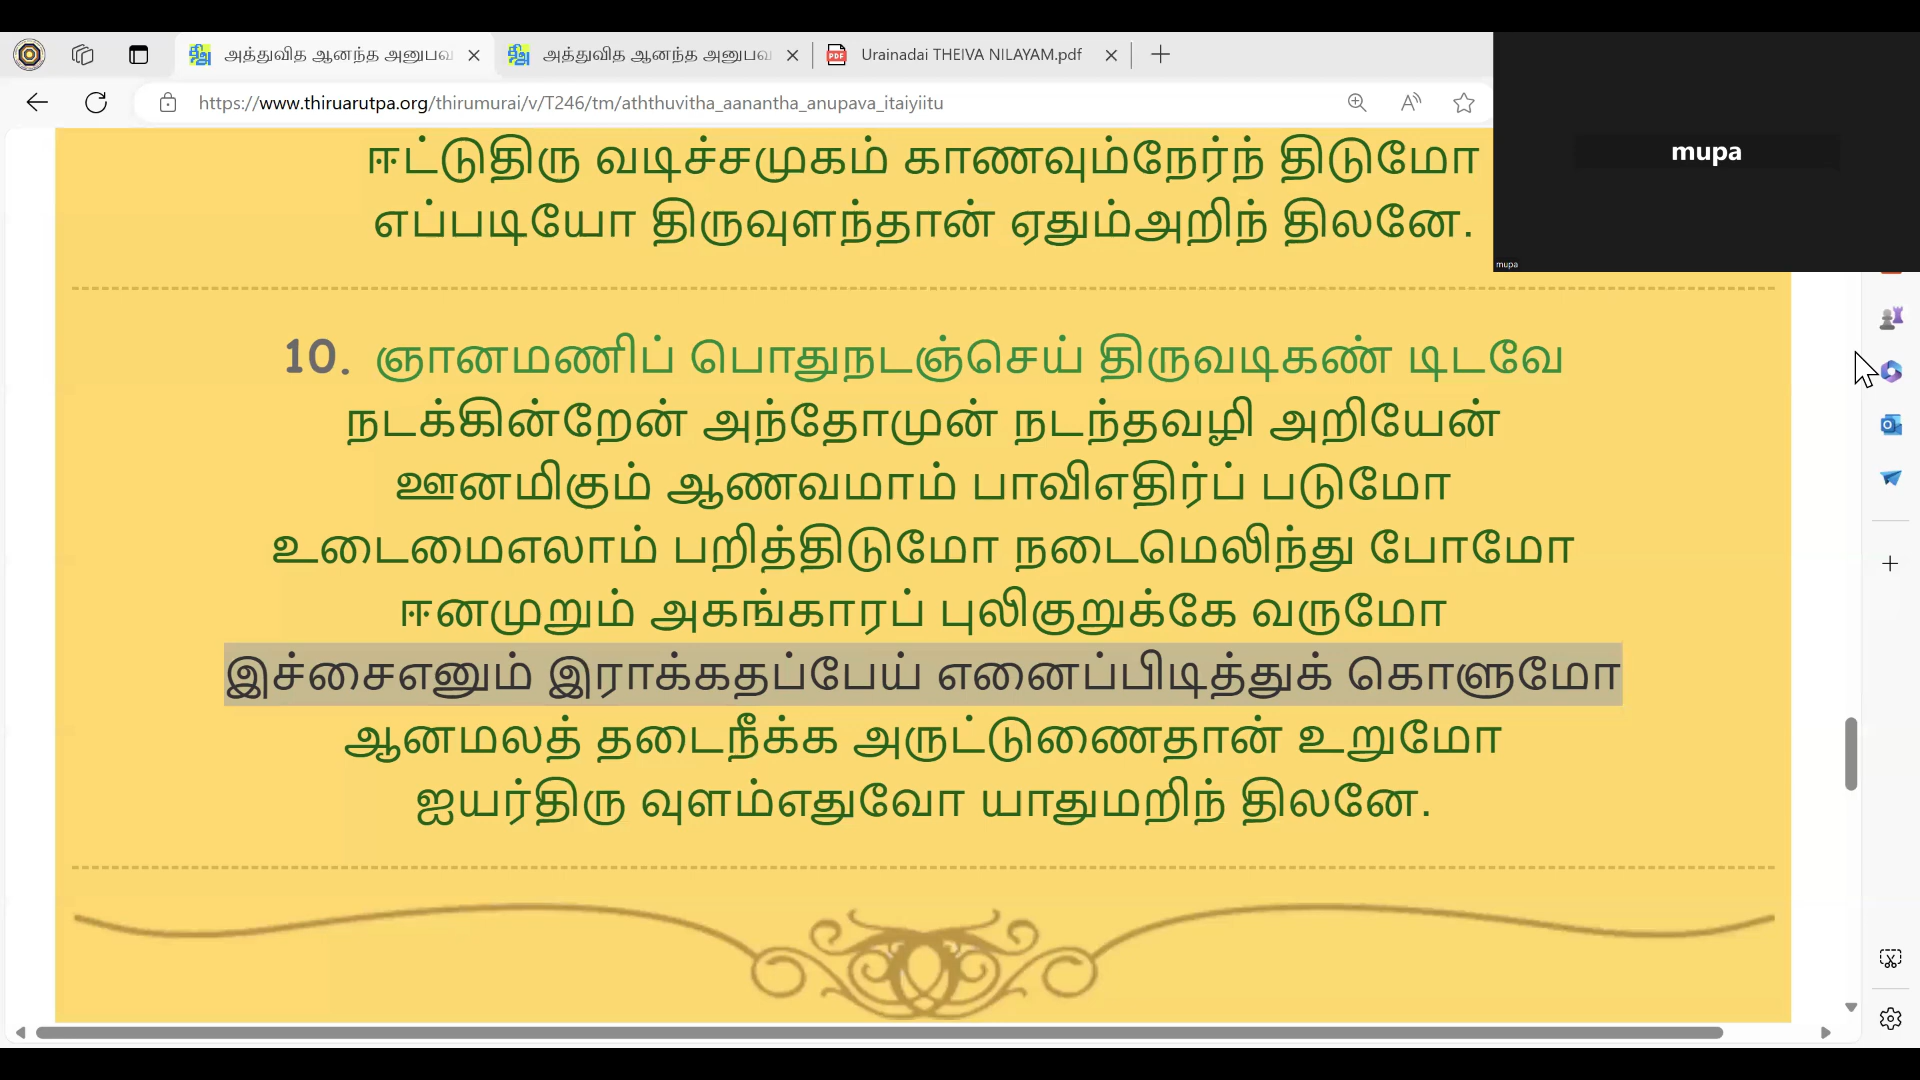 அத்துவித ஆனந்த அனுபவ
அத்துவித ஆனந்த அனுபவ
Urainadai THEIVA NILAYAM.pdf
https://www.thiruarutpa.org/thirumurai/v/T246/tm/aththuvitha_aanantha_anupava_itaiyiitu
mupa
mupa
ஈட்டுதிரு வடிச்சமுகம் காணவும்நேர்ந் திடுமோ
எப்படியோ திருவுளந்தான் ஏதும்அறிந் திலனே.
10. ஞானமணிப் பொதுநடஞ்செய் திருவடிகண் டிடவே
நடக்கின்றேன் அந்தோமுன் நடந்தவழி அறியேன்
ஊனமிகும் ஆணவமாம் பாவிஎதிர்ப் படுமோ
உடைமைஎலாம் பறித்திடுமோ நடைமெலிந்து போமோ
ஈனமுறும் அகங்காரப் புலிகுறுக்கே வருமோ
இச்சைஎனும் இராக்கதப்பேய் எனைப்பிடித்துக் கொளுமோ
ஆனமலத் தடைநீக்க அருட்டுணைதான் உறுமோ
ஐயர்திரு வுளம்எதுவோ யாதுமறிந் திலனே.